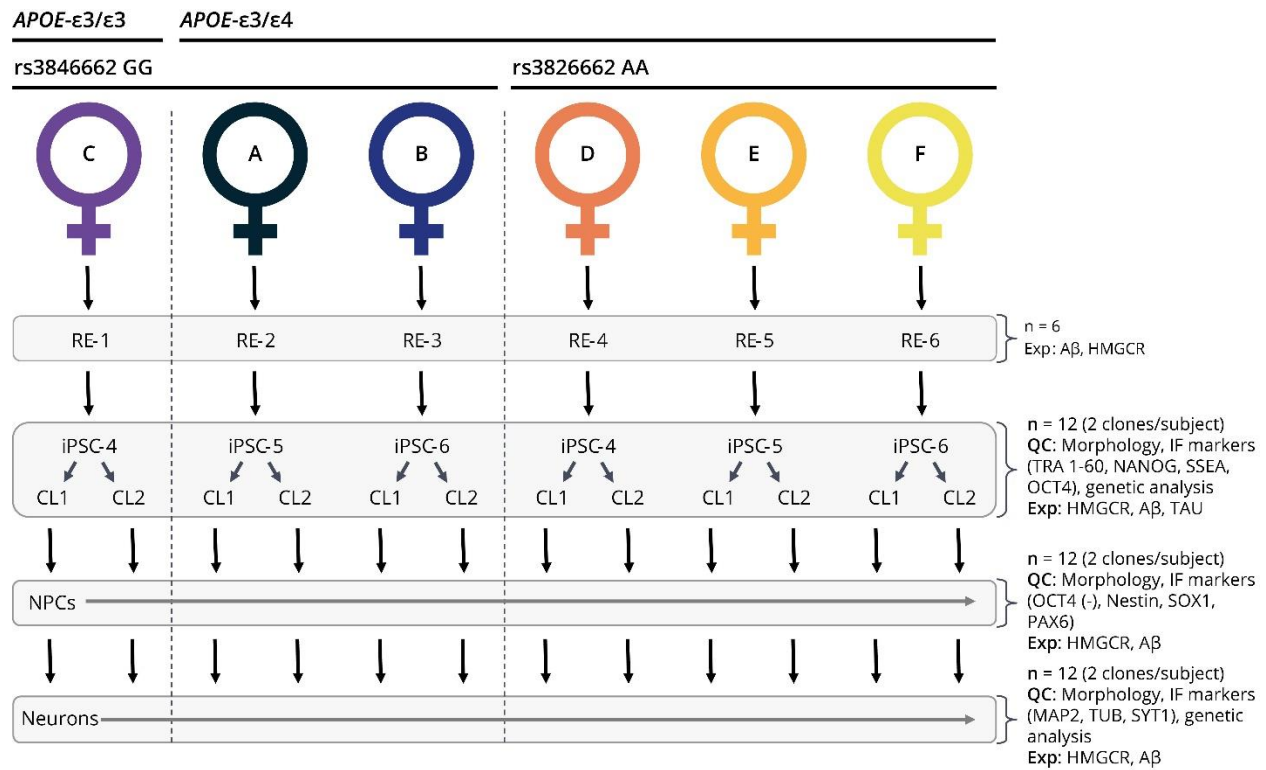 APOE-ε3/ε3
APOE-ε3/ε4
rs3846662 GG
rs3826662 AA
C
A
B
D
E
F
RE-1
RE-2
RE-3
RE-4
RE-5
RE-6
n = 6
Exp: Aβ, HMGCR
iPSC-4
iPSC-5
iPSC-6
iPSC-4
iPSC-5
iPSC-6
CL1
CL2
CL1
CL2
CL1
CL2
CL1
CL2
CL1
CL2
CL1
CL2
n = 12 (2 clones/subject)
QC: Morphology, IF markers
(TRA 1-60, NANOG, SSEA,
OCT4), genetic analysis
Exp: HMGCR, Aβ, TAU
NPCs
n = 12 (2 clones/subject)
QC: Morphology, IF markers
(OCT4 (-), Nestin, SOX1,
PAX6)
Exp: HMGCR, Aβ
Neurons
n = 12 (2 clones/subject)
QC: Morphology, IF markers
(MAP2, TUB, SYT1), genetic
analysis
Exp: HMGCR, Aβ